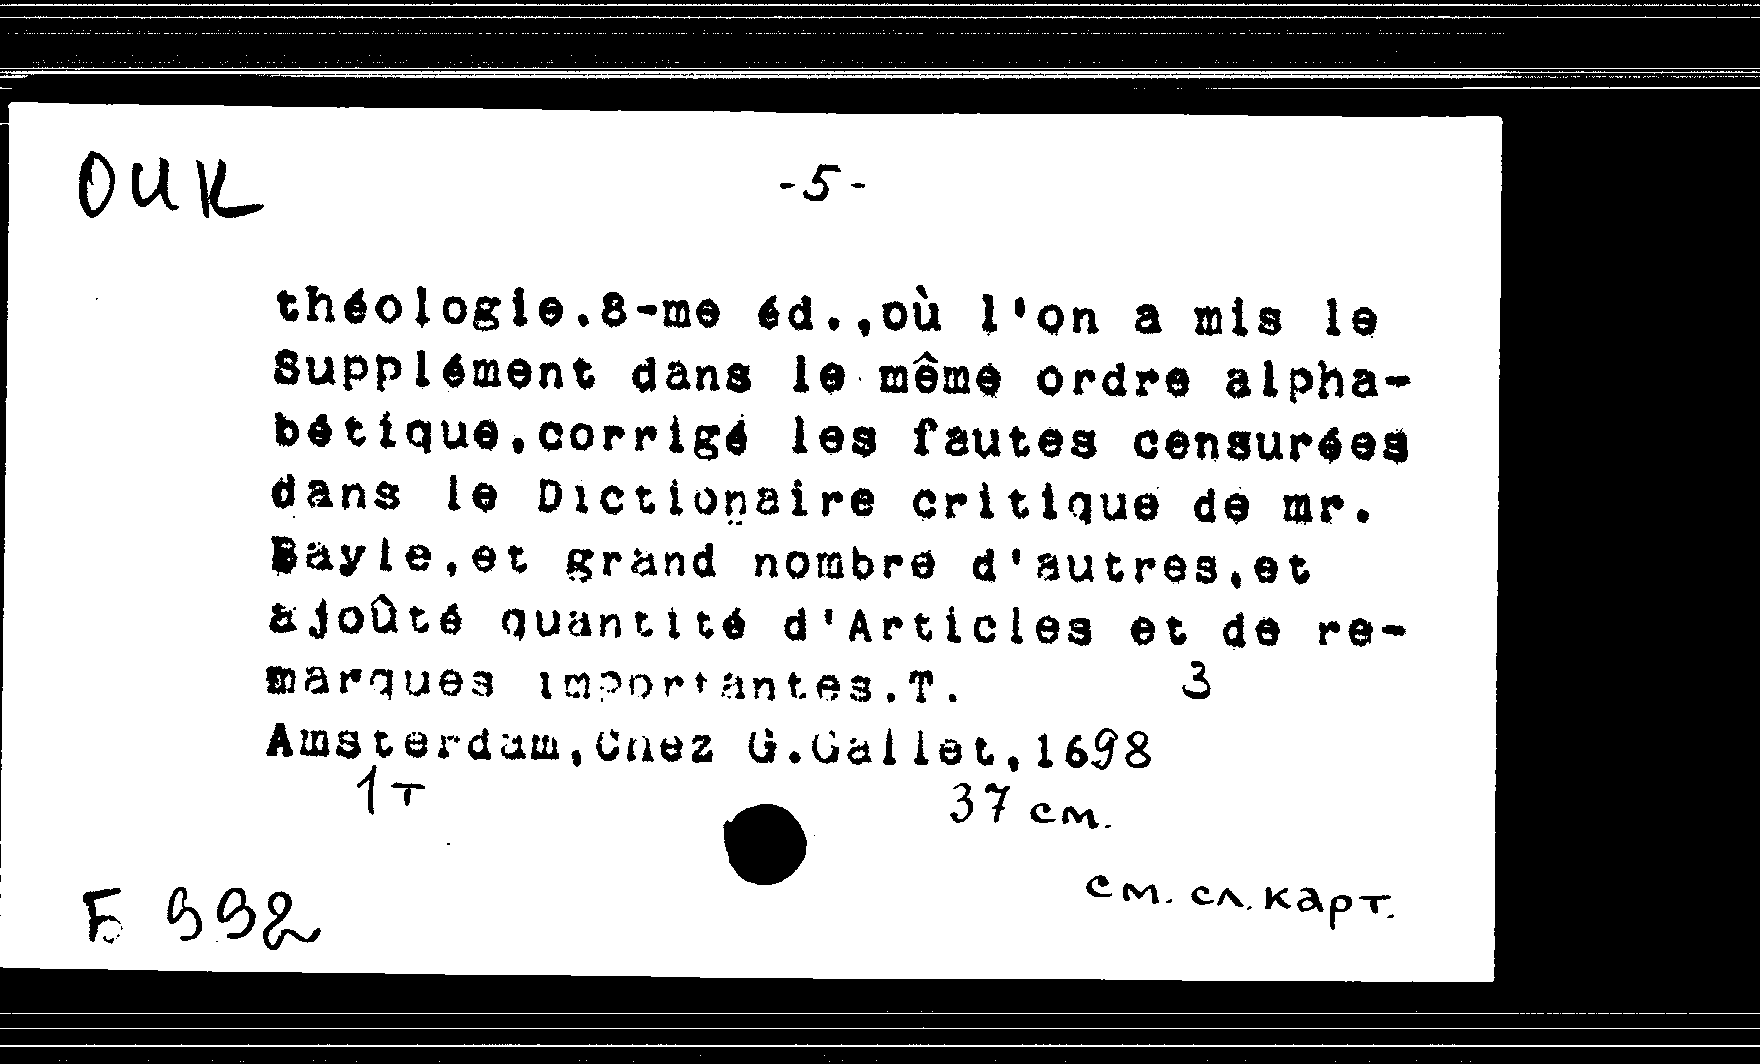 ОИК -5-
théologie.8-me éd.,où l'on a mis le
Supplément dans le même ordre alpha-
bétique,corrigé les fautes censurées
dans le Dictionaire critique de mr.
Bayle,et grand nombre d'autres,et
ajoûté quantité d'Articles et de re-
marques importantes.T. 3
Amsterdam,Chez G.Gallet,1698
1 т 37 см.
см. сл. карт.
Б 992